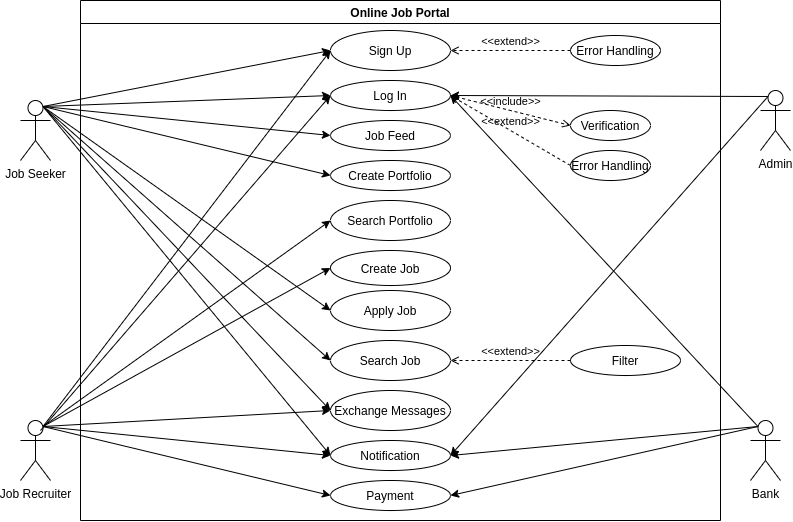 Online Job Portal
Sign Up
<<extend>>
Error Handling
Log In
<<include>>
<<extend>>
Verification
Error Handling
Job Feed
Create Portfolio
Search Portfolio
Create Job
Apply Job
Search Job
<<extend>>
Filter
Exchange Messages
Notification
Payment
Job Seeker
Admin
Job Recruiter
Bank